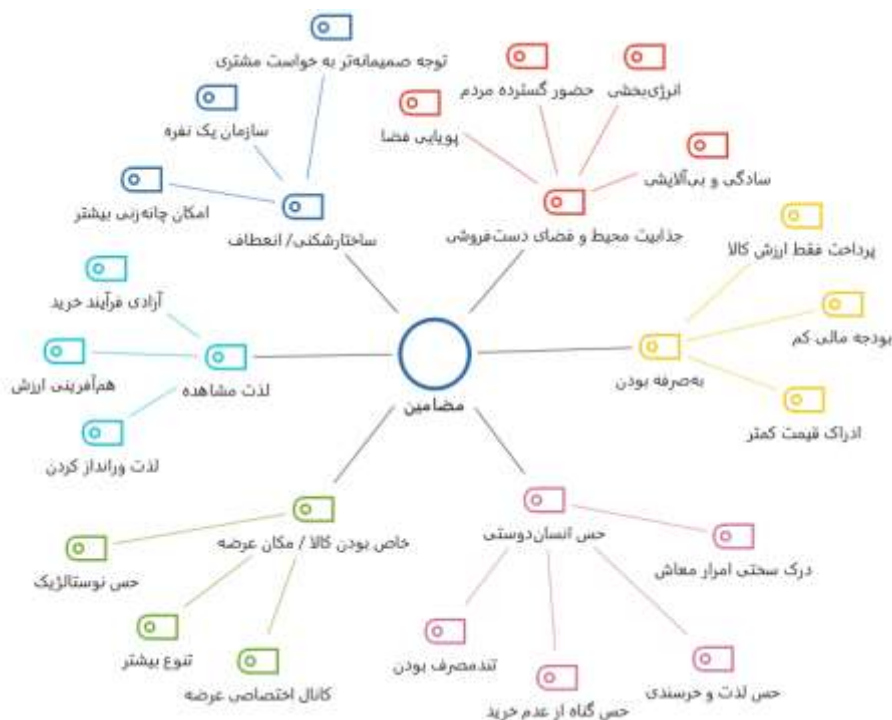 توجه صمیمانه‌تر به خواست مشتری
سازمان یک نفره
امکان چانه‌زنی بیشتر
ساختارشکنی/ انعطاف
انرژی‌بخشی
حضور گسترده مردم
پویایی فضا
سادگی و بی‌آلایشی
جذابیت محیط و فضای دست‌فروشی
پرداخت فقط ارزش کالا
بودجه مالی کم
ادراک قیمت کمتر
به‌صرفه بودن
آزادی فرآیند خرید
هم‌آفرینی ارزش
لذت ورانداز کردن
لذت مشاهده
مضامین
خاص بودن کالا / مکان عرضه
حس نوستالژیک
تنوع بیشتر
کانال اختصاصی عرضه
حس انسان‌دوستی
درک سختی امرار معاش
تندمصرف بودن
حس گناه از عدم خرید
حس لذت و خرسندی